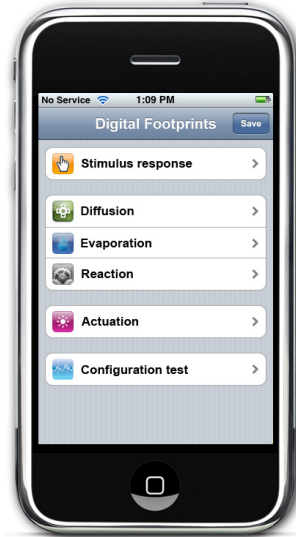 No Service 1:09 PM
Digital Footprints Save
Stimulus response
Diffusion
Evaporation
Reaction
Actuation
Configuration test